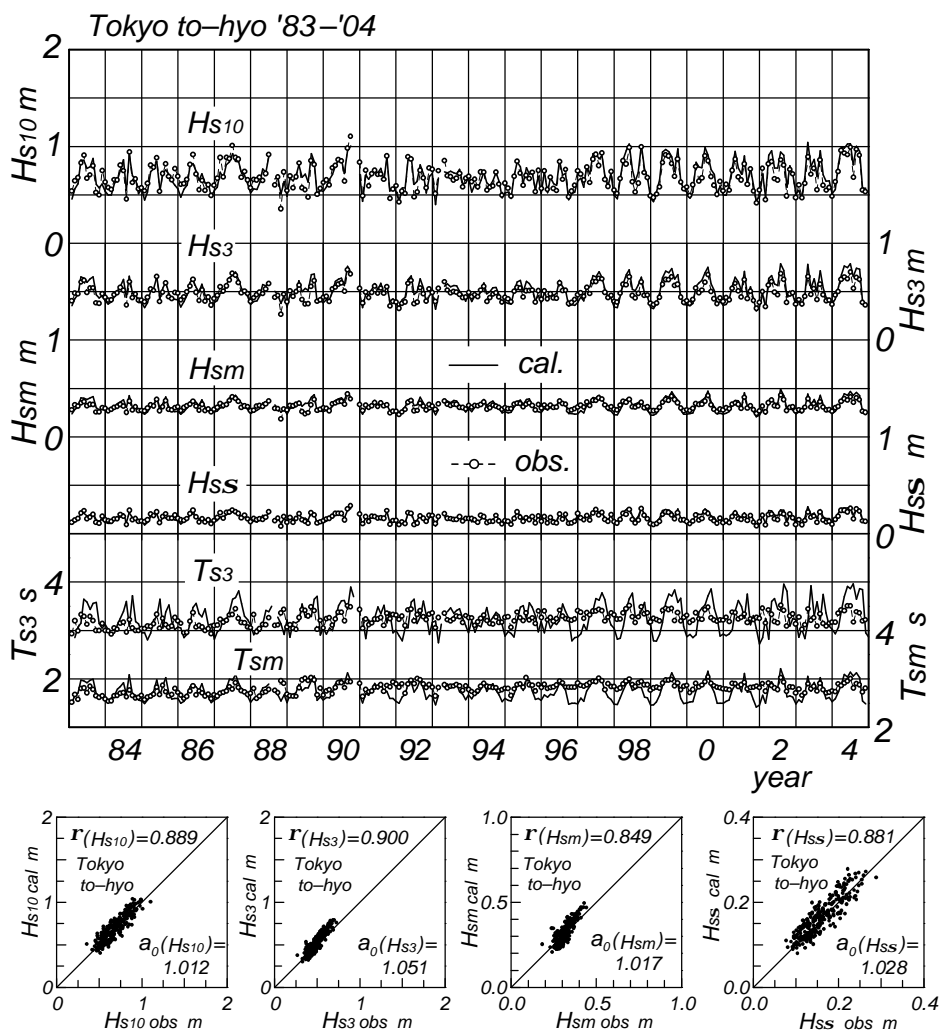 Tokyo to–hyo '83–'04
2
Hs10 m
Hs10
1
0
Hs3
1
Hs3 m
0
1
Hsm m
Hsm
cal.
0
obs.
1
Hss m
Hss
0
Ts3
4
Ts3 s
4
Tsm s
Tsm
2
2
84 86 88 90 92 94 96 98 0 2 4
year
2
r(Hs10)=0.889
Tokyo
to–hyo
Hs10 cal m
1
a0(Hs10)=
1.012
0
0 1 2
Hs10 obs m
2
r(Hs3)=0.900
Tokyo
to–hyo
Hs3 cal m
1
a0(Hs3)=
1.051
0
0 1 2
Hs3 obs m
1.0
r(Hsm)=0.849
Tokyo
to–hyo
Hsm cal m
0.5
a0(Hsm)=
1.017
0.0
0.0 0.5 1.0
Hsm obs m
0.4
r(Hss)=0.881
Tokyo
to–hyo
Hss cal m
0.2
a0(Hss)=
1.028
0.0
0.0 0.2 0.4
Hss obs m